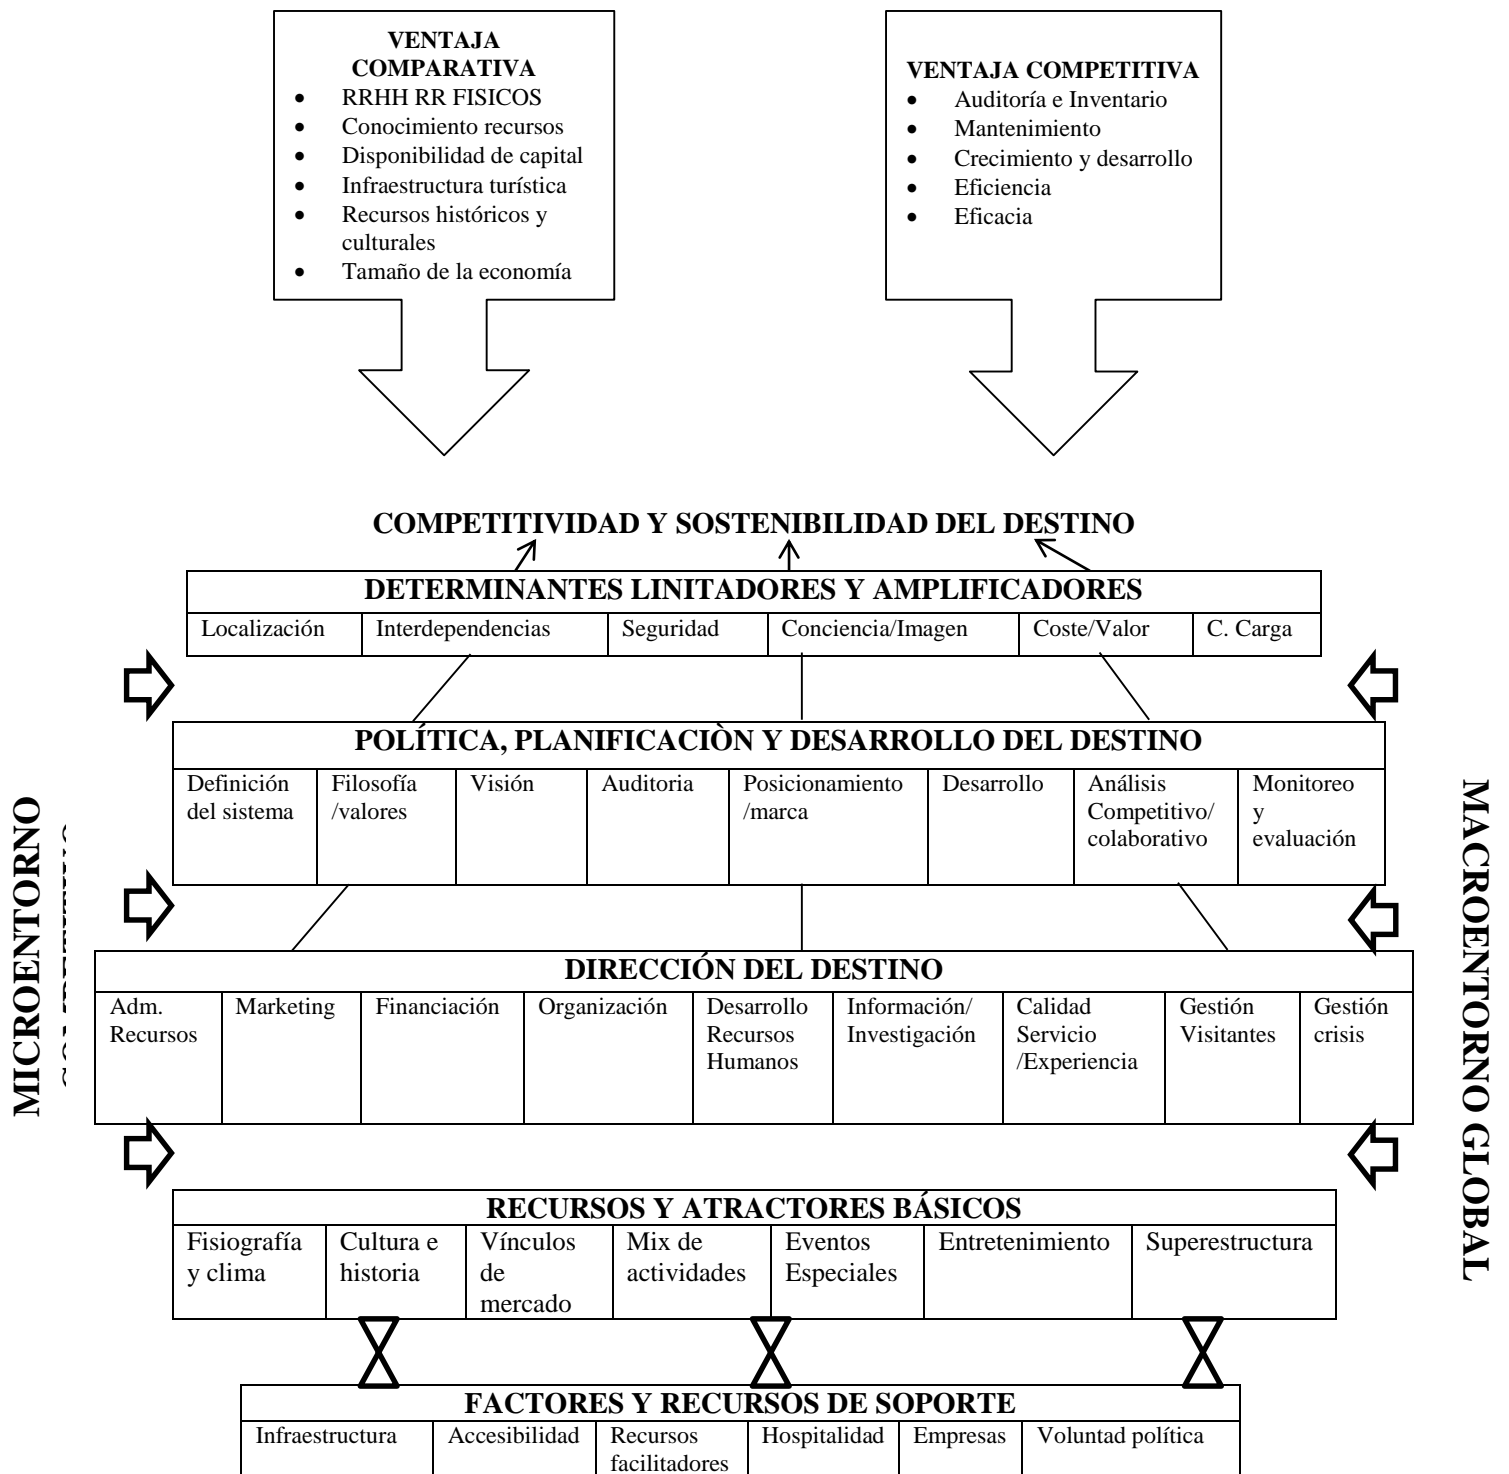 VENTAJA
COMPARATIVA
• RRHH RR FISICOS
• Conocimiento recursos
• Disponibilidad de capital
• Infraestructura turística
• Recursos históricos y
culturales
• Tamaño de la economía
VENTAJA COMPETITIVA
• Auditoría e Inventario
• Mantenimiento
• Crecimiento y desarrollo
• Eficiencia
• Eficacia
COMPETITIVIDAD Y SOSTENIBILIDAD DEL DESTINO
DETERMINANTES LINITADORES Y AMPLIFICADORES
Localización
Interdependencias
Seguridad
Conciencia/Imagen
Coste/Valor
C. Carga
POLÍTICA, PLANIFICACIÒN Y DESARROLLO DEL DESTINO
Definición
del sistema
Filosofía
/valores
Visión
Auditoria
Posicionamiento
/marca
Desarrollo
Análisis
Competitivo/
colaborativo
Monitoreo
y
evaluación
MICROENTORNO
MACROENTORNO GLOBAL
DIRECCIÓN DEL DESTINO
Adm.
Recursos
Marketing
Financiación
Organización
Desarrollo
Recursos
Humanos
Información/
Investigación
Calidad
Servicio
/Experiencia
Gestión
Visitantes
Gestión
crisis
RECURSOS Y ATRACTORES BÁSICOS
Fisiografía
y clima
Cultura e
historia
Vínculos
de
mercado
Mix de
actividades
Eventos
Especiales
Entretenimiento
Superestructura
FACTORES Y RECURSOS DE SOPORTE
Infraestructura
Accesibilidad
Recursos
facilitadores
Hospitalidad
Empresas
Voluntad política